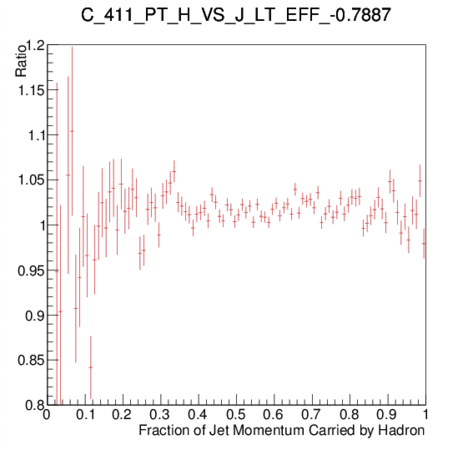 C_411_PT_H_VS_J_LT_EFF_-0.7887
Ratio
1.2
1.15
1.1
1.05
1
0.95
0.9
0.85
0.8
0 0.1 0.2 0.3 0.4 0.5 0.6 0.7 0.8 0.9 1
Fraction of Jet Momentum Carried by Hadron